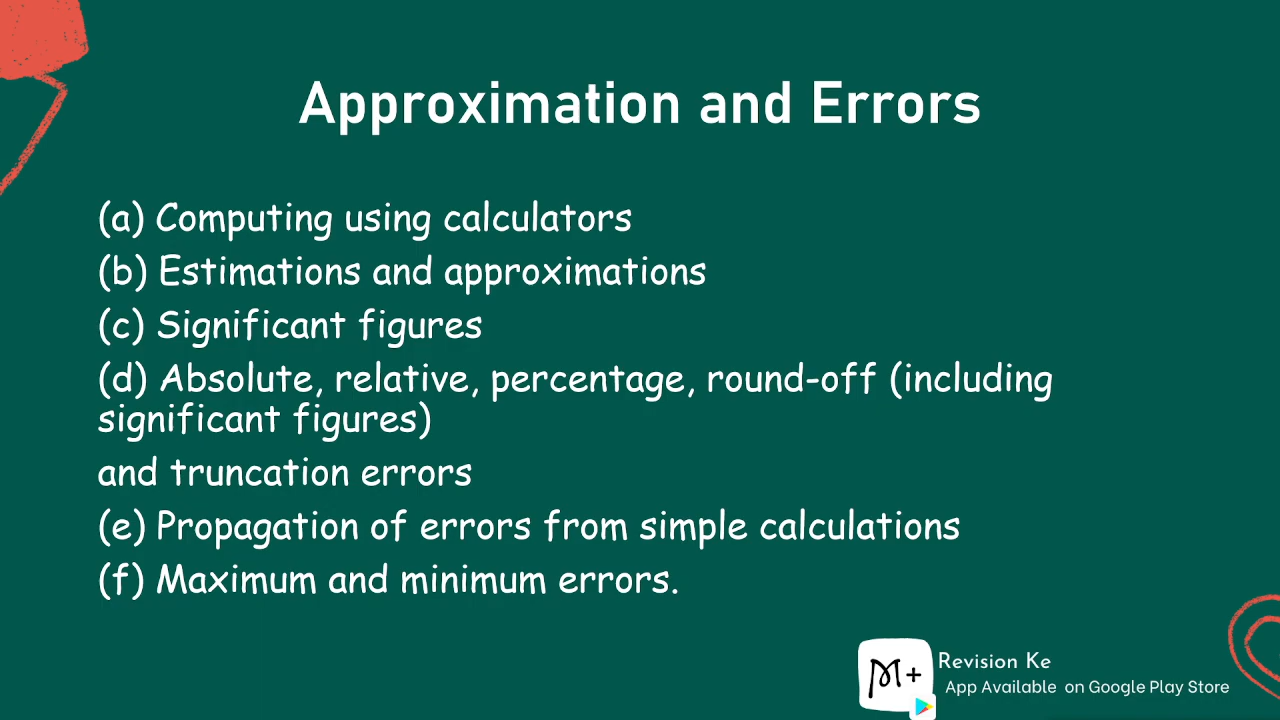 Approximation and Errors
(a) Computing using calculators
(b) Estimations and approximations
(c) Significant figures
(d) Absolute, relative, percentage, round-off (including
significant figures)
and truncation errors
(e) Propagation of errors from simple calculations
(f) Maximum and minimum errors.
M+
Revision Ke
App Available on Google Play Store